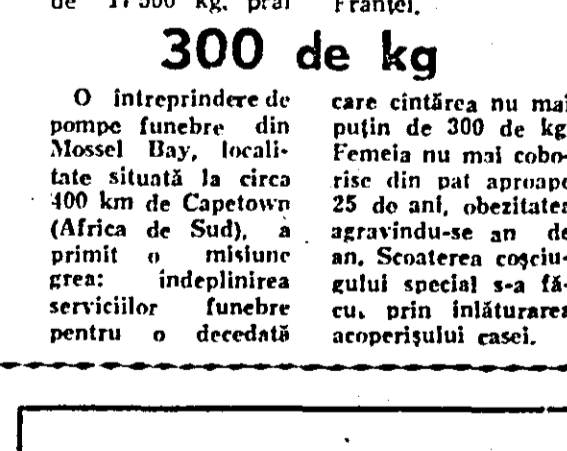 de 17 500 kg. prai
Franței.
300 de kg
O întreprindere de
pompe funebre din
Mossel Bay, locali-
tate situată la circa
400 km de Capetown
(Africa de Sud), a
primit o misiune
grea: îndeplinirea
serviciilor funebre
pentru o decedată
care cîntărea nu mai
puțin de 300 de kg
Femeia nu mai cobo-
rîse din pat aproape
25 de ani, obezitatea
agravîndu-se an de
an. Scoaterea coșciu-
gului special s-a fă-
cut prin înlăturarea
acoperișului casei.